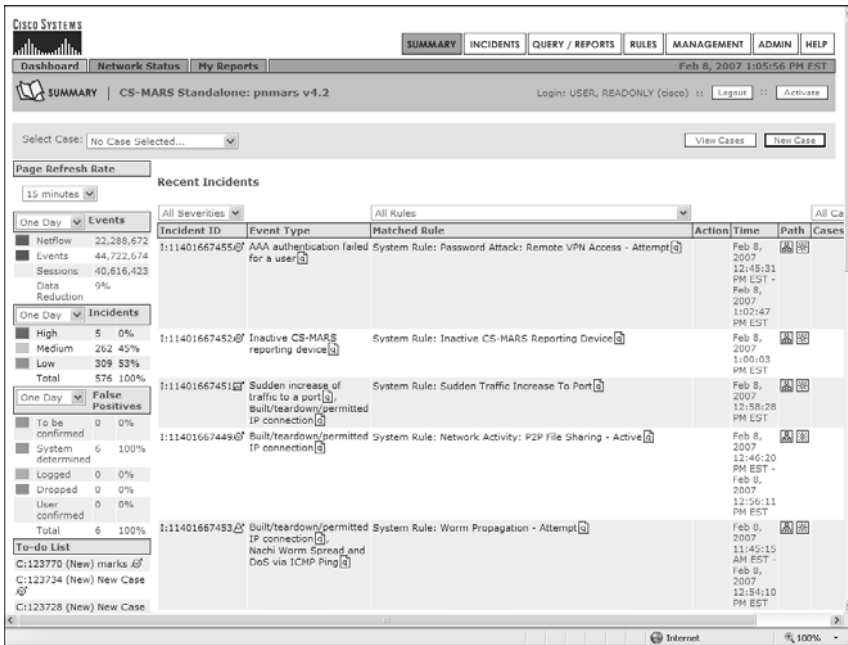 CISCO SYSTEMS
SUMMARY INCIDENTS QUERY / REPORTS RULES MANAGEMENT ADMIN HELP
Dashboard Network Status My Reports Feb 8, 2007 1:05:56 PM EST
SUMMARY | CS-MARS Standalone: pnmars v4.2 Login: USER, READONLY (cisco) :: Logout :: Activate
Select Case: No Case Selected... View Cases New Case
Page Refresh Rate
15 minutes
One Day Events
Netflow 22,288,672
Events 44,722,674
Sessions 40,616,423
Data Reduction 9%
One Day Incidents
High 5 0%
Medium 262 45%
Low 309 53%
Total 576 100%
One Day False Positives
To be confirmed 0 0%
System determined 6 100%
Logged 0 0%
Dropped 0 0%
User confirmed 0 0%
Total 6 100%
To-do List
C:123770 (New) marks
C:123734 (New) New Case
C:123728 (New) New Case
Recent Incidents
All Severities All Rules All Ca
Incident ID Event Type Matched Rule Action Time Path Cases
I:11401667455 AAA authentication failed for a user q System Rule: Password Attack: Remote VPN Access - Attempt q Feb 8, 2007 12:45:31 PM EST - Feb 8, 2007 1:02:47 PM EST
I:11401667452 Inactive CS-MARS reporting device q System Rule: Inactive CS-MARS Reporting Device q Feb 8, 2007 1:00:03 PM EST
I:11401667451 Sudden increase of traffic to a port q, Built/teardown/permitted IP connection q System Rule: Sudden Traffic Increase To Port q Feb 8, 2007 12:58:28 PM EST
I:11401667449 Built/teardown/permitted IP connection q System Rule: Network Activity: P2P File Sharing - Active q Feb 8, 2007 12:46:20 PM EST - Feb 8, 2007 12:56:11 PM EST
I:11401667453 Built/teardown/permitted IP connection q, Nachi Worm Spread and DoS via ICMP Ping q System Rule: Worm Propagation - Attempt q Feb 8, 2007 11:45:15 AM EST - Feb 8, 2007 12:54:10 PM EST
Internet 100%